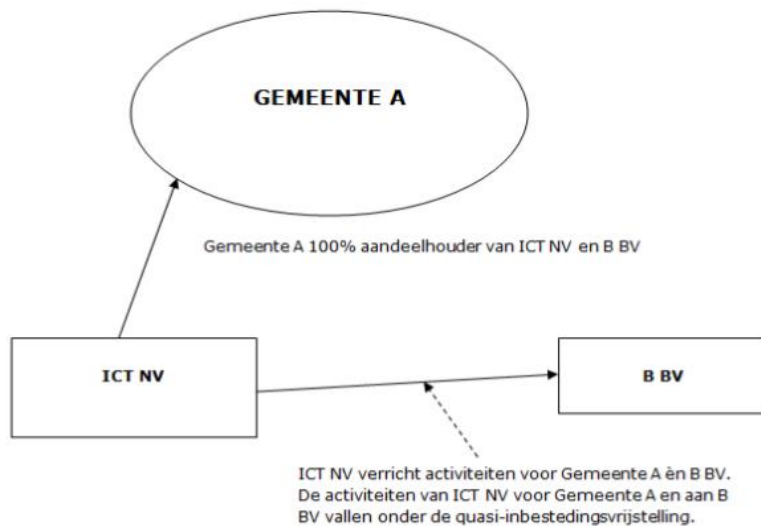 GEMEENTE A
Gemeente A 100% aandeelhouder van ICT NV en B BV
ICT NV
B BV
ICT NV verricht activiteiten voor Gemeente A èn B BV.
De activiteiten van ICT NV voor Gemeente A en aan B
BV vallen onder de quasi-inbestedingsvrijstelling.